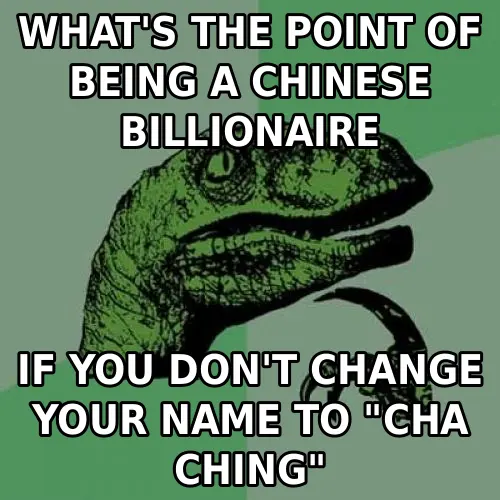 WHAT'S THE POINT OF
BEING A CHINESE
BILLIONAIRE
IF YOU DON'T CHANGE
YOUR NAME TO "CHA
CHING"